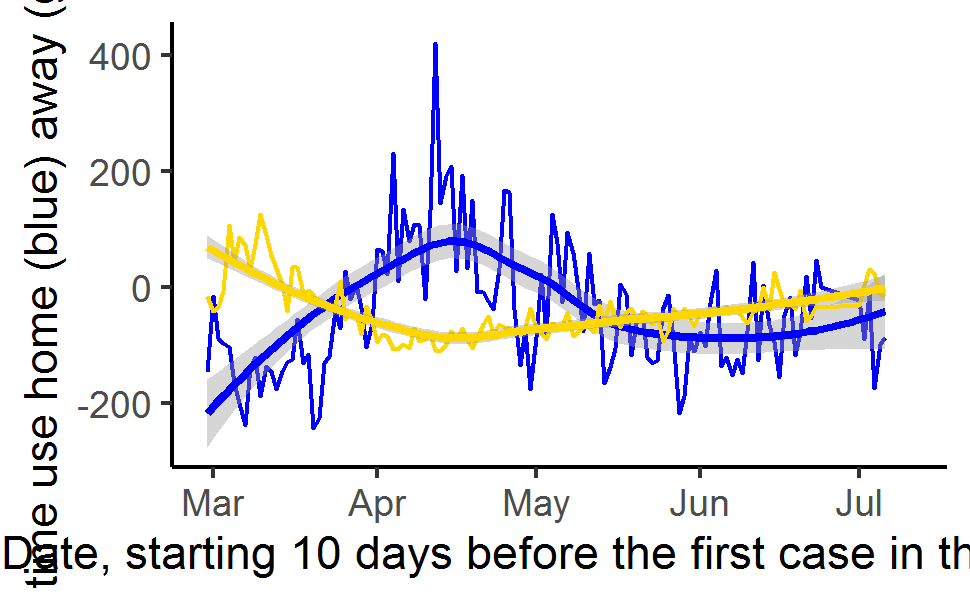 time use home (blue) away (
400
200
0
-200
Mar Apr May Jun Jul
Date, starting 10 days before the first case in th